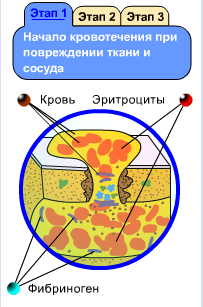 Этап 1 Этап 2 Этап 3
Начало кровотечения при
повреждении ткани и
сосуда
Кровь Эритроциты
Фибриноген